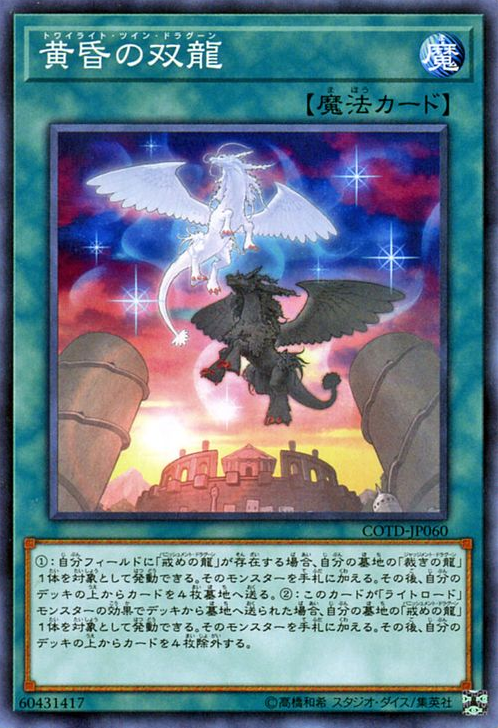 トワイライト・ツイン・ドラグーン
黄昏の双龍
魔
【魔法カード】
まほう
COTD-JP060
①:自分フィールドに「戒めの龍」が存在する場合、自分の墓地の「裁きの龍」
1体を対象として発動できる。そのモンスターを手札に加える。その後、自分の
デッキの上からカードを4枚墓地へ送る。②:このカードが「ライトロード」
モンスターの効果でデッキから墓地へ送られた場合、自分の墓地の「戒めの龍」
1体を対象として発動できる。そのモンスターを手札に加える。その後、自分の
デッキの上からカードを4枚除外する。
60431417
©高橋和希 スタジオ・ダイス/集英社